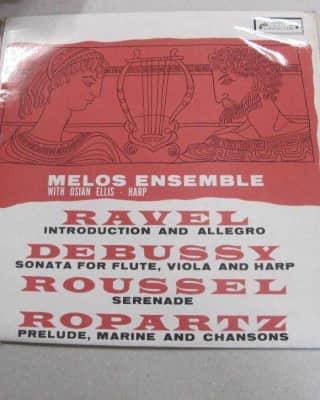 MELOS ENSEMBLE
WITH OSIAN ELLIS - HARP
RAVEL
INTRODUCTION AND ALLEGRO
DEBUSSY
SONATA FOR FLUTE, VIOLA AND HARP
ROUSSEL
SERENADE
ROPARTZ
PRELUDE, MARINE AND CHANSONS